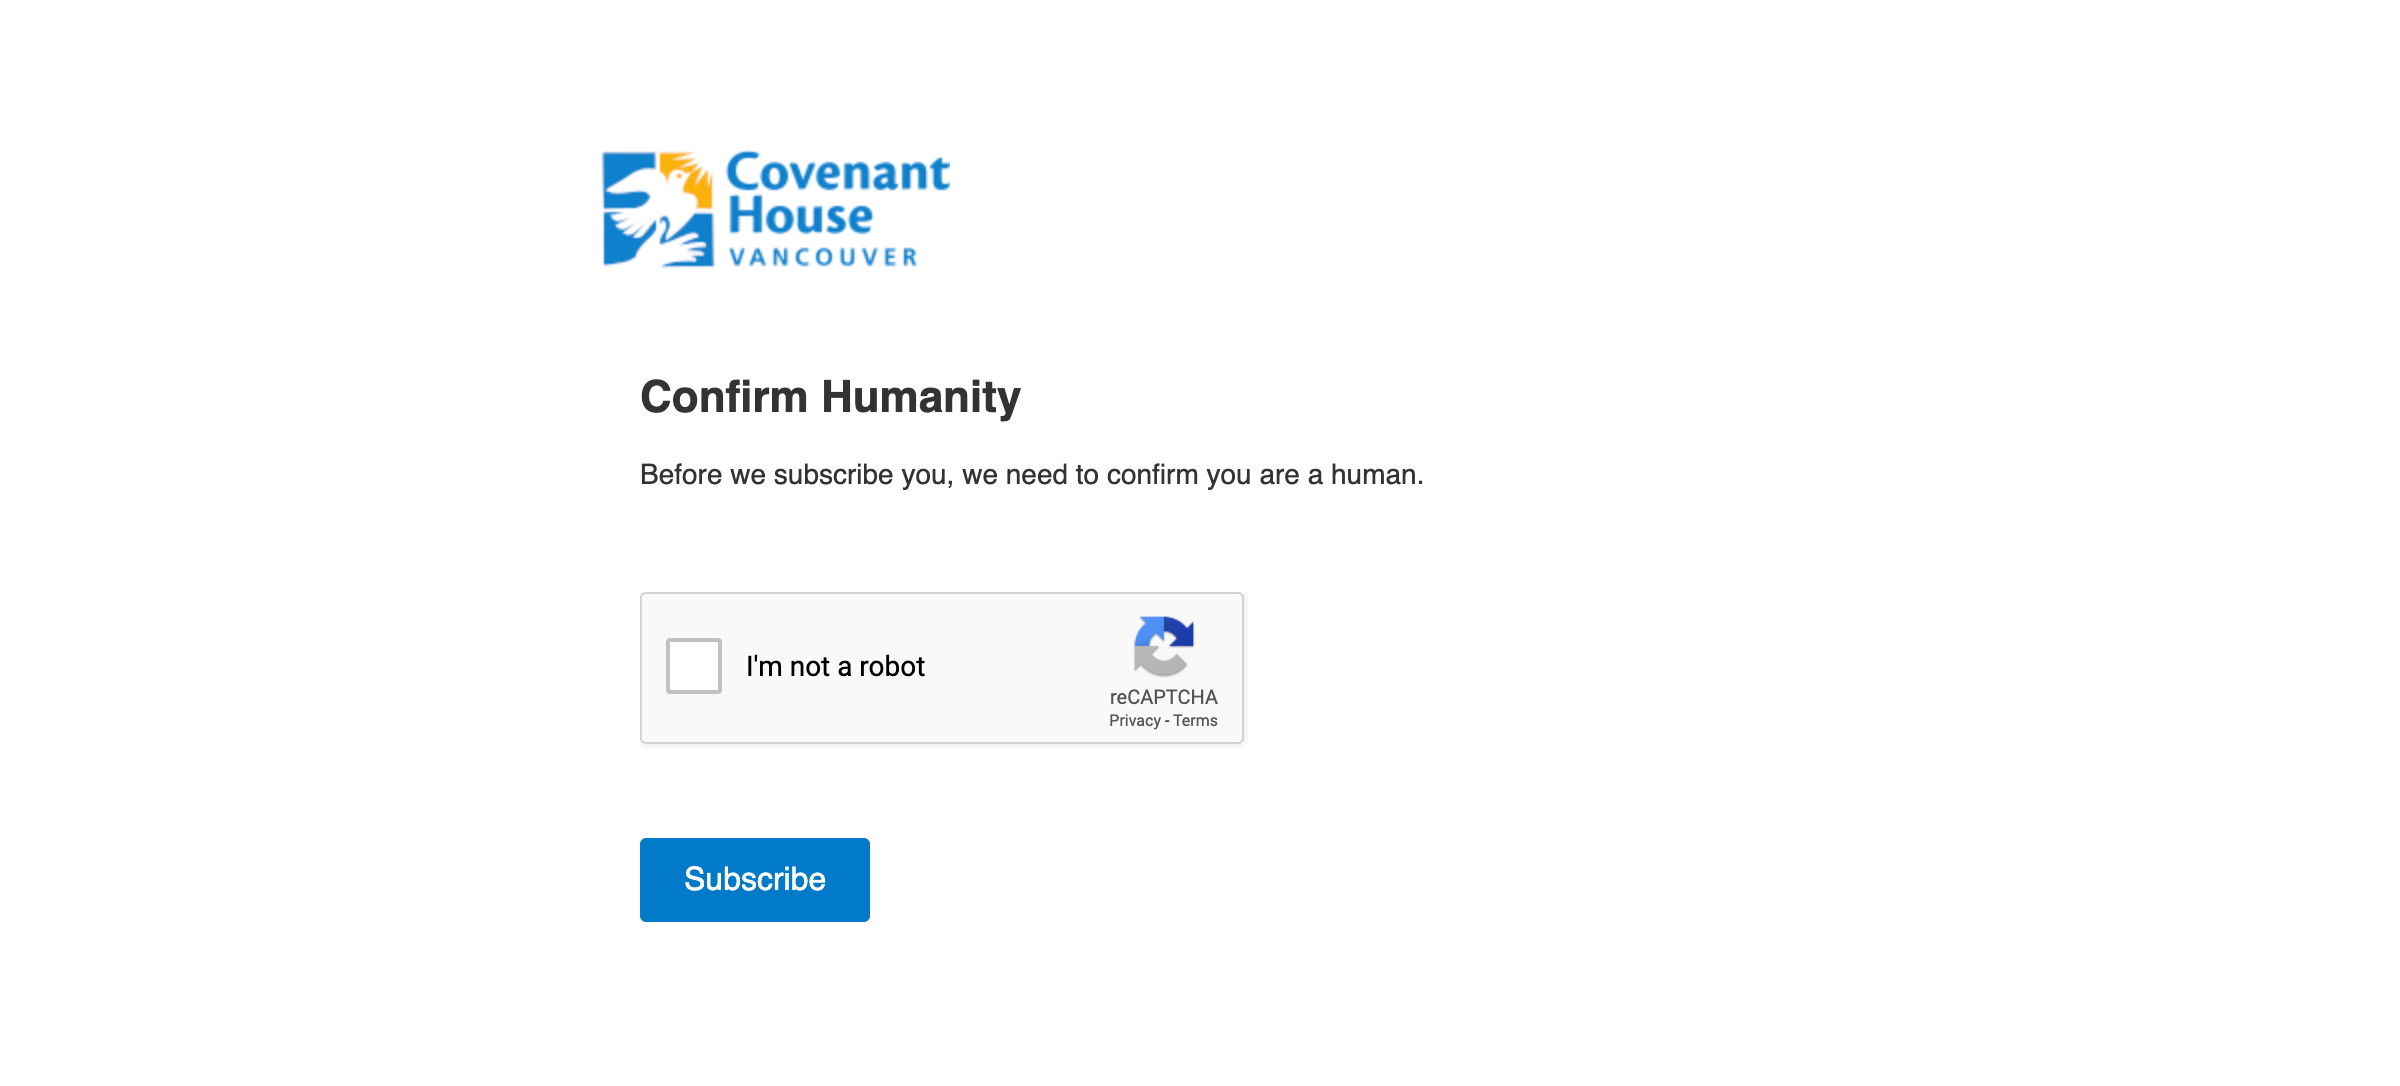 Covenant
House
VANCOUVER
Confirm Humanity
Before we subscribe you, we need to confirm you are a human.
I'm not a robot
reCAPTCHA
Privacy - Terms
Subscribe